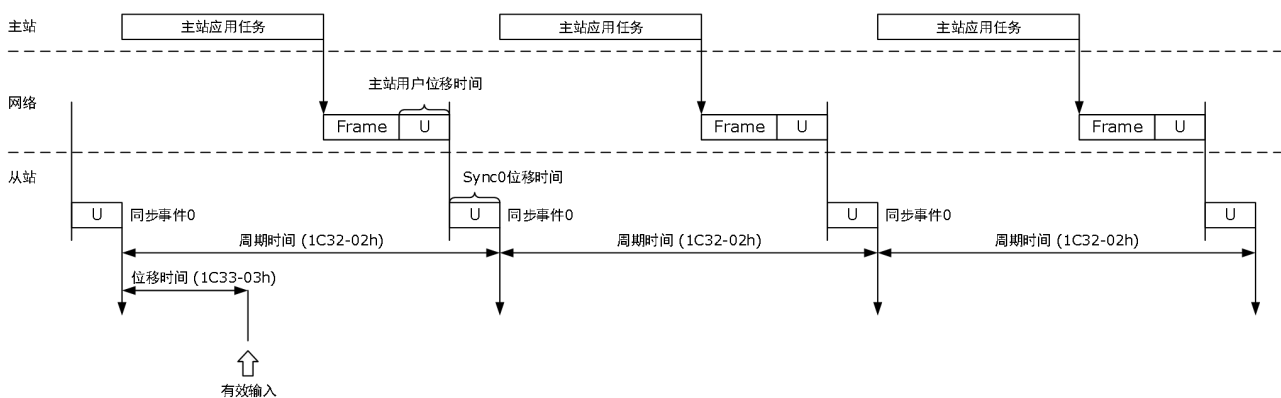 主站
主站应用任务
主站应用任务
主站应用任务
网络
主站用户位移时间
Frame
U
Frame
U
Frame
U
从站
Sync0位移时间
U
同步事件0
U
同步事件0
U
同步事件0
U
周期时间 (1C32-02h)
周期时间 (1C32-02h)
周期时间 (1C32-02h)
位移时间 (1C33-03h)
有效输入